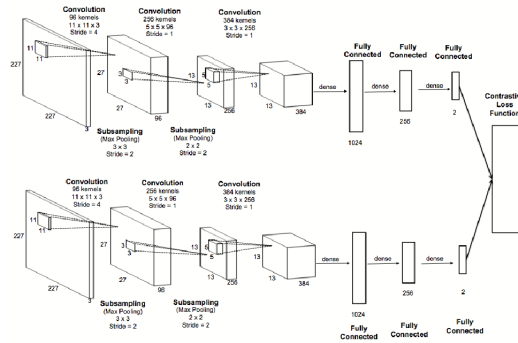 Convolution
96 kernels
11 x 11 x 3
Stride = 4
Convolution
256 kernels
5 x 5 x 96
Stride = 1
Convolution
384 kernels
3 x 3 x 256
Stride = 1
Fully
Connected
Fully
Connected
Fully
Connected
227
11
11
227
3
27
3
3
27
96
13
5
5
13
256
13
13
384
dense
dense
dense
1024
256
2
Subsampling
(Max Pooling)
3 x 3
Stride = 2
Subsampling
(Max Pooling)
2 x 2
Stride = 2
Contrastiv
Loss
Function
Convolution
96 kernels
11 x 11 x 3
Stride = 4
Convolution
256 kernels
5 x 5 x 96
Stride = 1
Convolution
384 kernels
3 x 3 x 256
Stride = 1
227
11
11
227
3
27
3
3
27
96
13
5
5
13
256
13
13
384
dense
dense
dense
1024
256
2
Subsampling
(Max Pooling)
3 x 3
Stride = 2
Subsampling
(Max Pooling)
2 x 2
Stride = 2
Fully
Connected
Fully
Connected
Fully
Connected